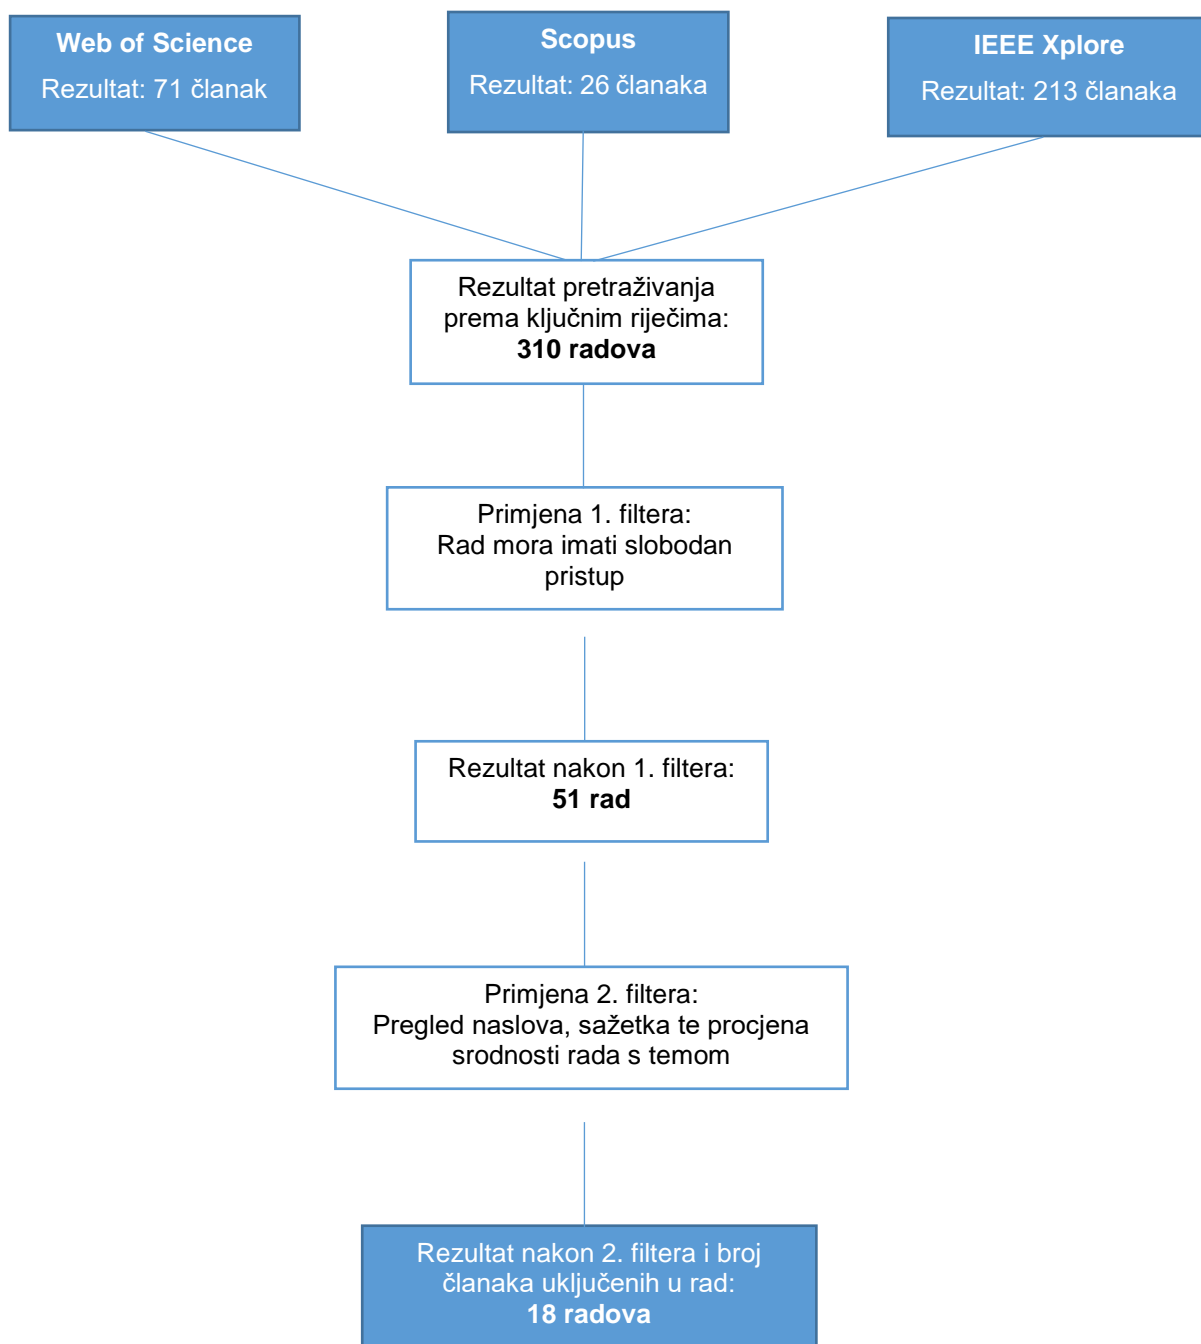 Web of Science
Rezultat: 71 članak
Scopus
Rezultat: 26 članaka
IEEE Xplore
Rezultat: 213 članaka
Rezultat pretraživanja
prema ključnim riječima:
310 radova
Primjena 1. filtera:
Rad mora imati slobodan
pristup
Rezultat nakon 1. filtera:
51 rad
Primjena 2. filtera:
Pregled naslova, sažetka te procjena
srodnosti rada s temom
Rezultat nakon 2. filtera i broj
članaka uključenih u rad:
18 radova